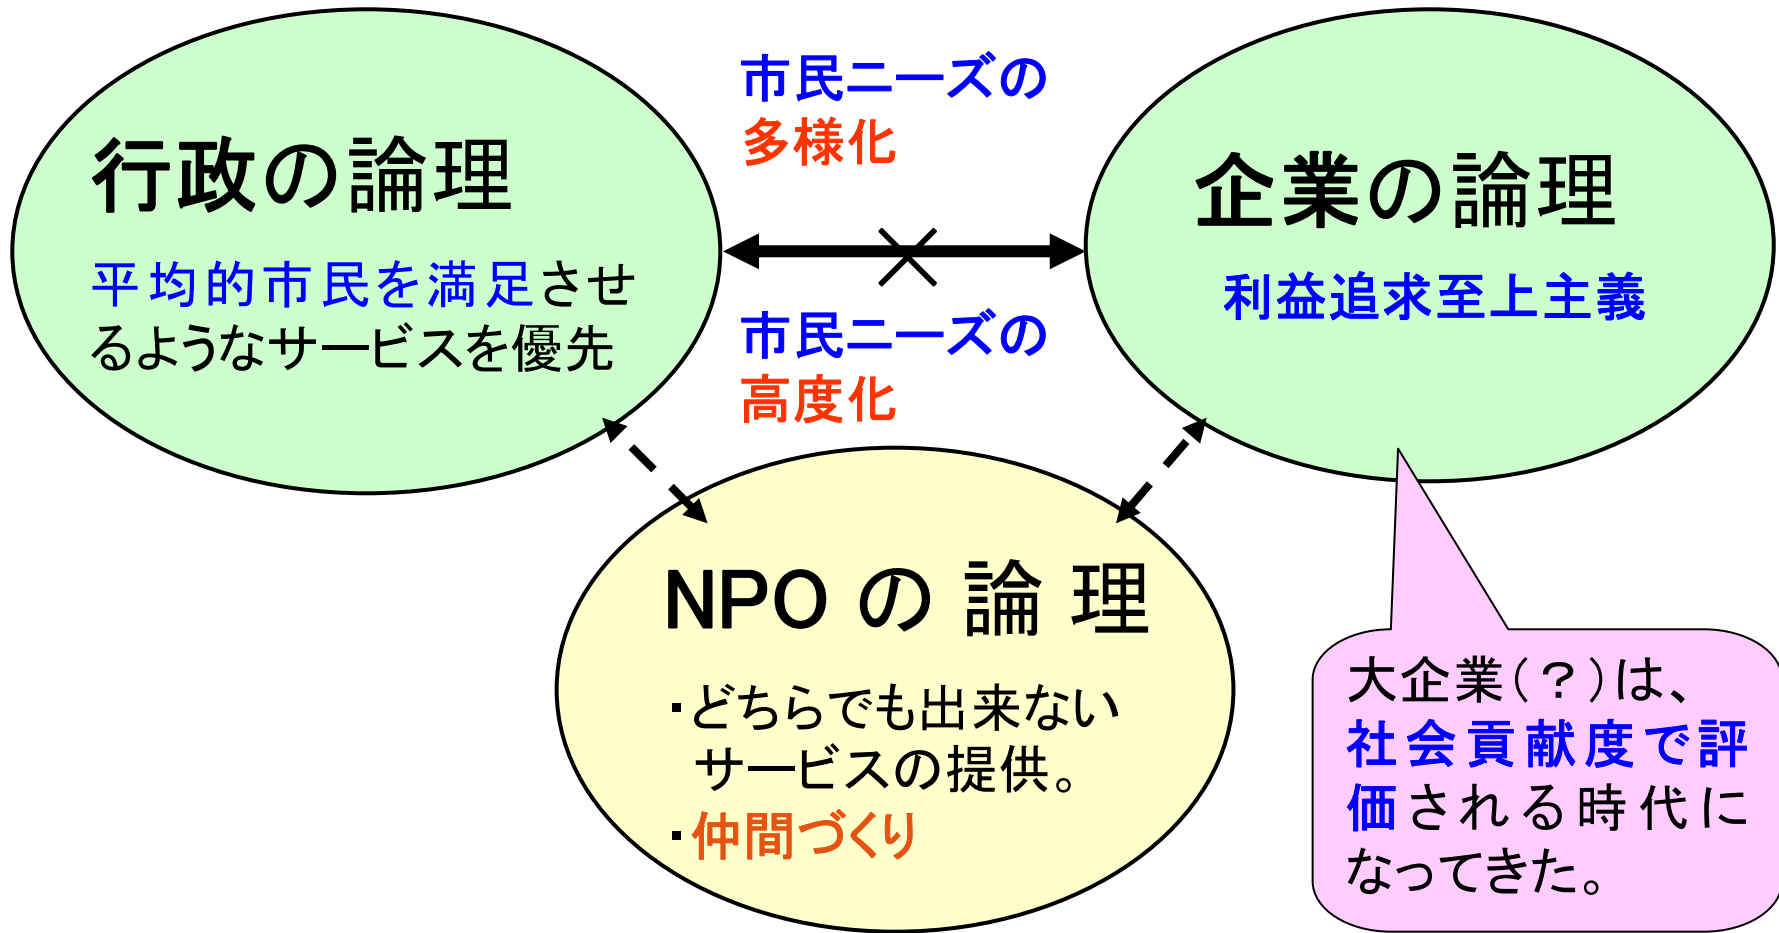 行政の論理
平均的市民を満足させ
るようなサービスを優先
市民ニーズの
多様化
市民ニーズの
高度化
企業の論理
利益追求至上主義
NPOの論理
・どちらでも出来ない
サービスの提供。
・仲間づくり
大企業(?)は、
社会貢献度で評
価される時代に
なってきた。